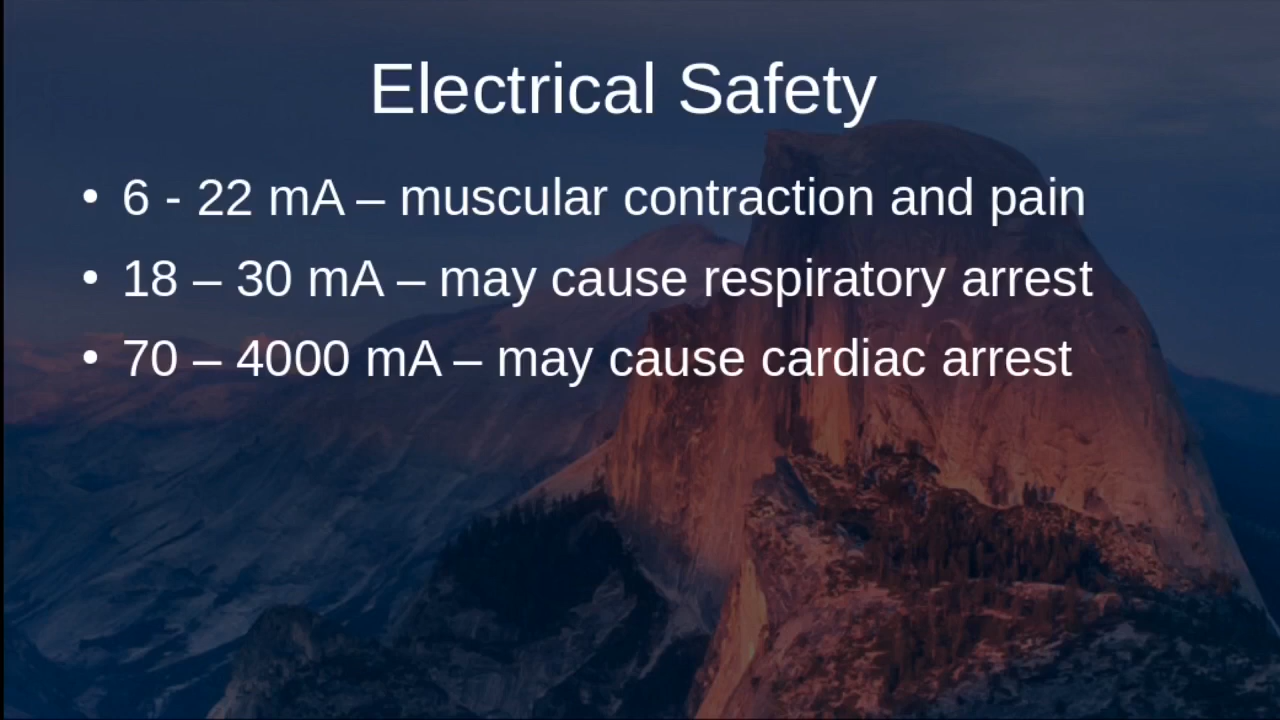 Electrical Safety
• 6 - 22 mA – muscular contraction and pain
• 18 – 30 mA – may cause respiratory arrest
• 70 – 4000 mA – may cause cardiac arrest